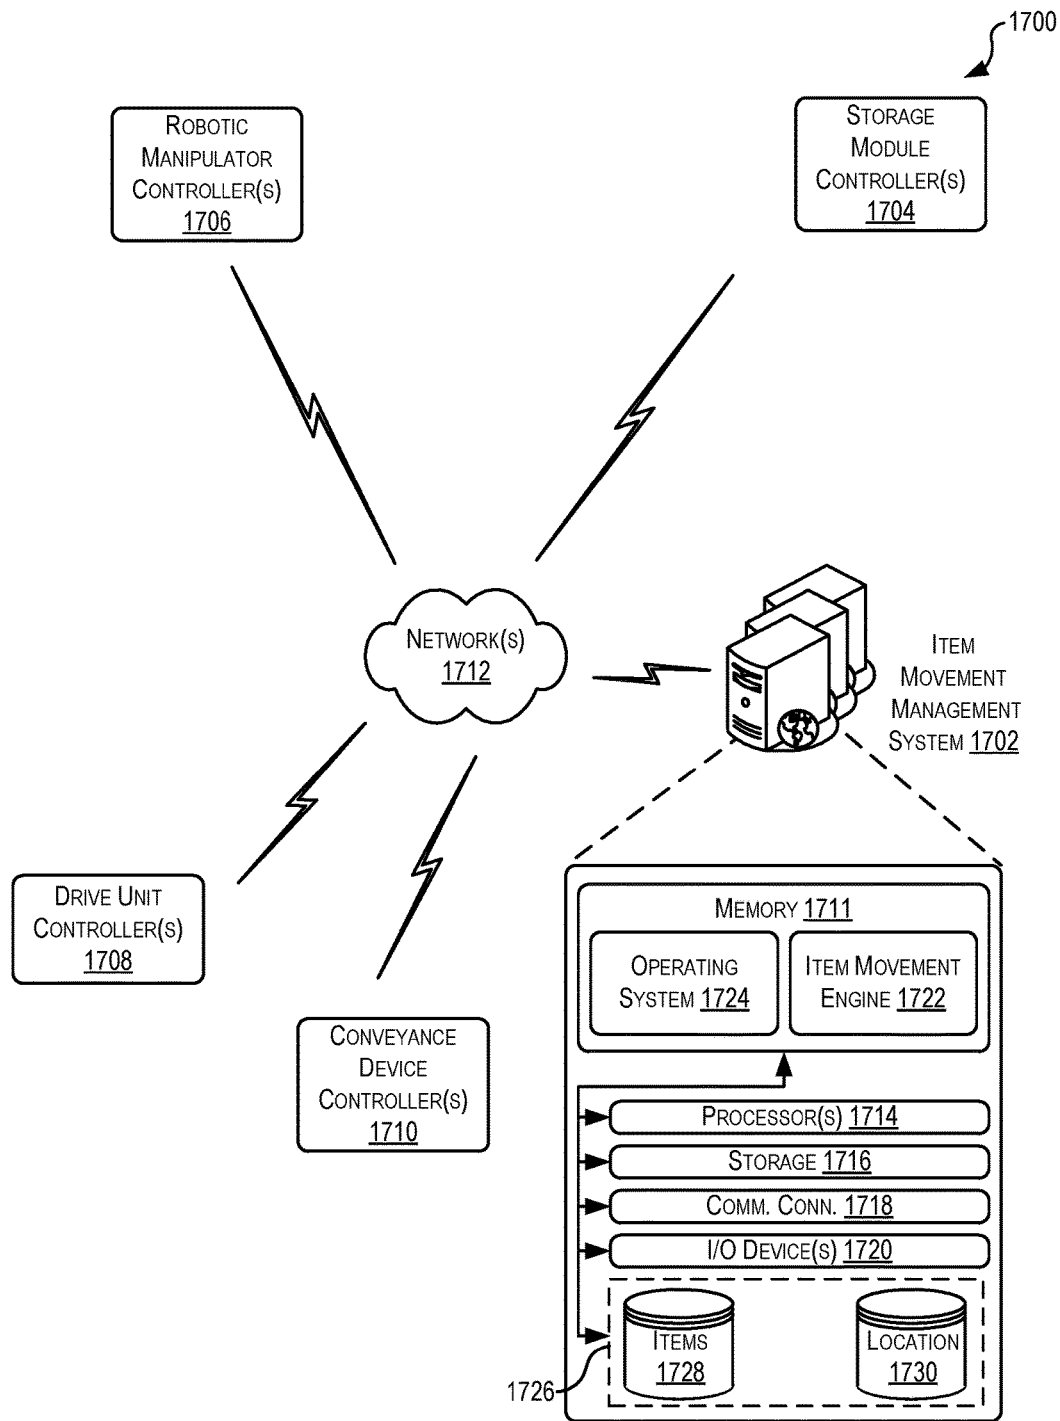 1700
ROBOTIC
MANIPULATOR
CONTROLLER(S)
1706
STORAGE
MODULE
CONTROLLER(S)
1704
NETWORK(S)
1712
ITEM
MOVEMENT
MANAGEMENT
SYSTEM 1702
DRIVE UNIT
CONTROLLER(S)
1708
CONVEYANCE
DEVICE
CONTROLLER(S)
1710
MEMORY 1711
OPERATING
SYSTEM 1724
ITEM MOVEMENT
ENGINE 1722
PROCESSOR(S) 1714
STORAGE 1716
COMM. CONN. 1718
I/O DEVICE(S) 1720
ITEMS
1728
LOCATION
1730
1726